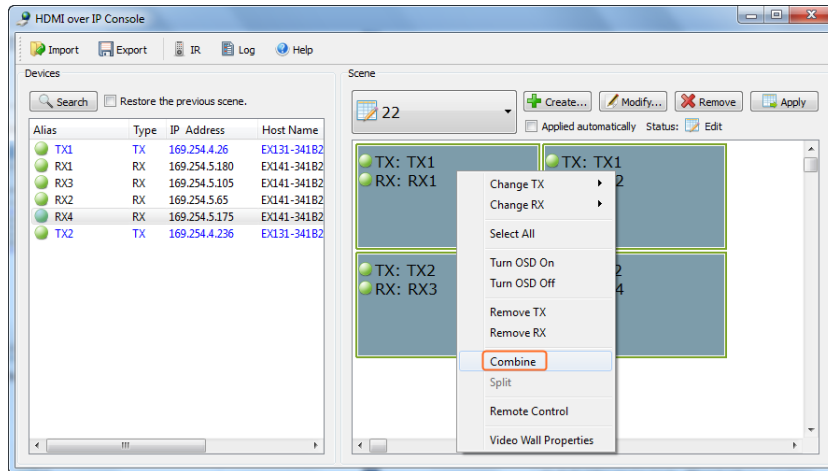 HDMI over IP Console
Import Export IR Log Help
Devices
Search Restore the previous scene.
Alias Type IP Address Host Name
TX1 TX 169.254.4.26 EX131-341B2
RX1 RX 169.254.5.180 EX141-341B2
RX3 RX 169.254.5.105 EX141-341B2
RX2 RX 169.254.5.65 EX141-341B2
RX4 RX 169.254.5.175 EX141-341B2
TX2 TX 169.254.4.236 EX131-341B2
Scene
22 Create... Modify... Remove Apply
Applied automatically Status: Edit
TX: TX1
RX: RX1
TX: TX1
2
TX: TX2
RX: RX3
2
4
Change TX
Change RX
Select All
Turn OSD On
Turn OSD Off
Remove TX
Remove RX
Combine
Split
Remote Control
Video Wall Properties